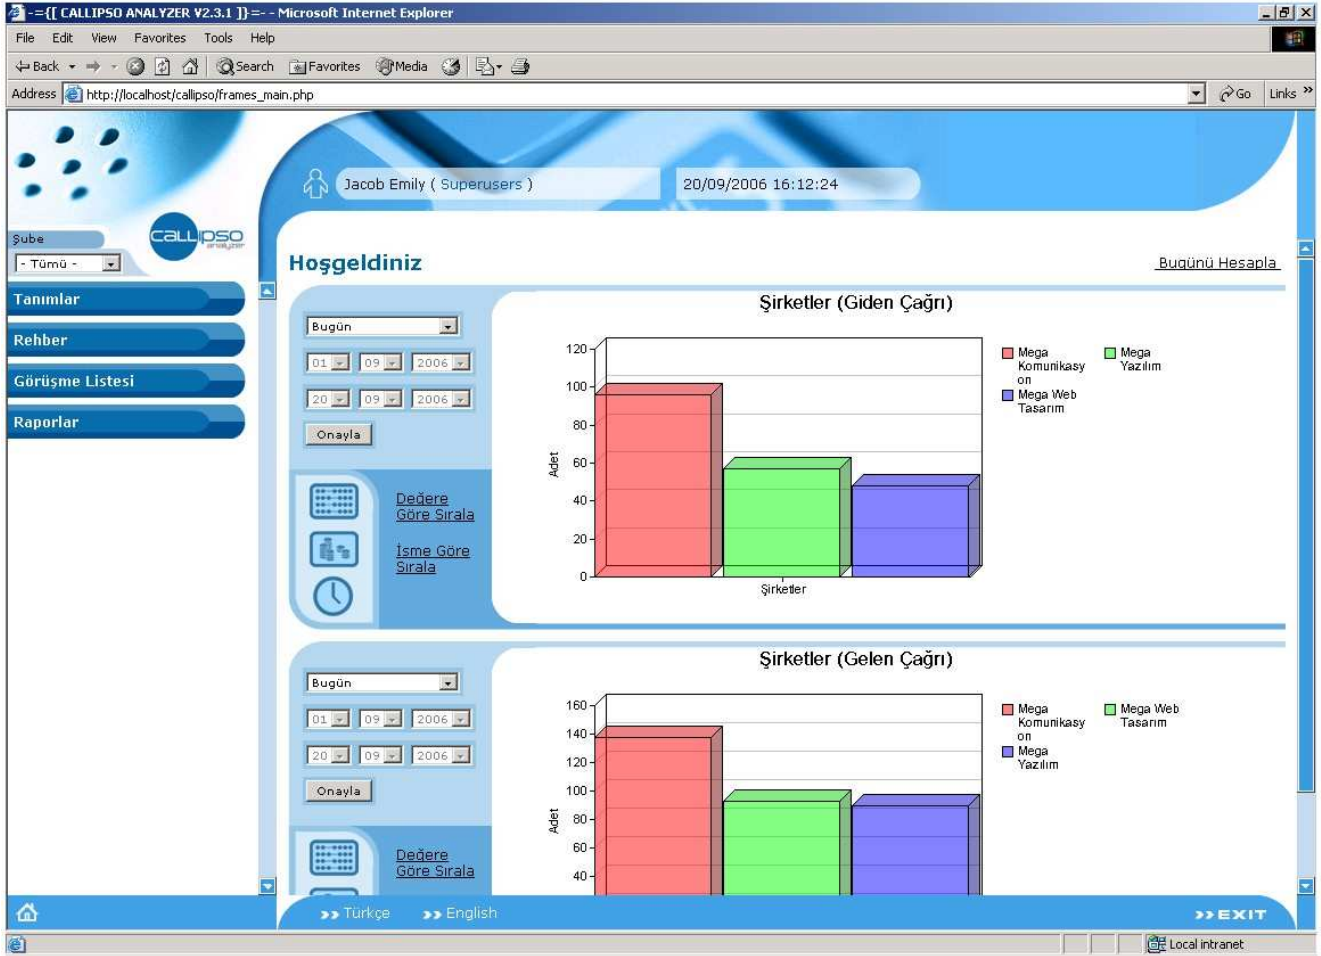 -={[ CALLIPSO ANALYZER V2.3.1 ]}=- - Microsoft Internet Explorer
File Edit View Favorites Tools Help
Back Search Favorites Media
Address http://localhost/callipso/frames_main.php Go Links »
Jacob Emily ( Superusers ) 20/09/2006 16:12:24
callipso
analyzer
Şube
- Tümü -
Tanımlar
Rehber
Görüşme Listesi
Raporlar
Hoşgeldiniz
Bugünü Hesapla
Bugün
01 09 2006
20 09 2006
Onayla
Değere
Göre Sırala
İsme Göre
Sırala
Şirketler (Giden Çağrı)
120
100
80
60
40
20
0
Adet
Şirketler
Mega
Komunikasy
on
Mega Web
Tasarım
Mega
Yazılım
Bugün
01 09 2006
20 09 2006
Onayla
Değere
Göre Sırala
Şirketler (Gelen Çağrı)
160
140
120
100
80
60
40
Adet
Mega
Komunikasy
on
Mega
Yazılım
Mega Web
Tasarım
›› Türkçe ›› English
›› EXIT
Local intranet